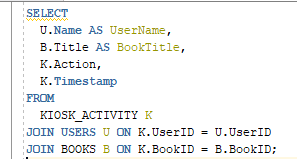 SELECT
U.Name AS UserName,
B.Title AS BookTitle,
K.Action,
K.Timestamp
FROM
KIOSK_ACTIVITY K
JOIN USERS U ON K.UserID = U.UserID
JOIN BOOKS B ON K.BookID = B.BookID;